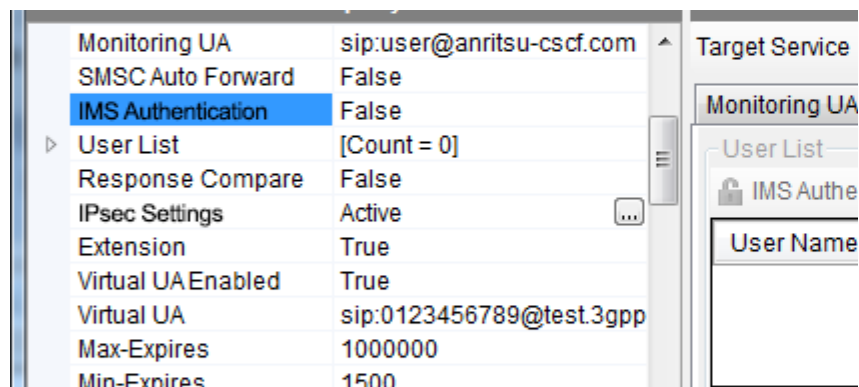 Monitoring UA sip:user@anritsu-cscf.com
SMSC Auto Forward False
IMS Authentication False
User List [Count = 0]
Response Compare False
IPsec Settings Active ...
Extension True
Virtual UA Enabled True
Virtual UA sip:0123456789@test.3gpp
Max-Expires 1000000
Min-Expires 1500
Target Service
Monitoring UA
User List
IMS Authe
User Name